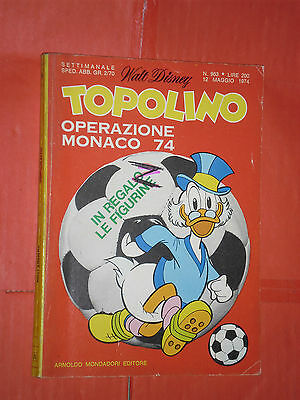 SETTIMANALE
SPED. ABB. GR. 2/70
Walt Disney
N. 963 • LIRE 200
12 MAGGIO 1974
TOPOLINO
OPERAZIONE
MONACO 74
IN REGALO
LE FIGURINE
ARNOLDO MONDADORI EDITORE